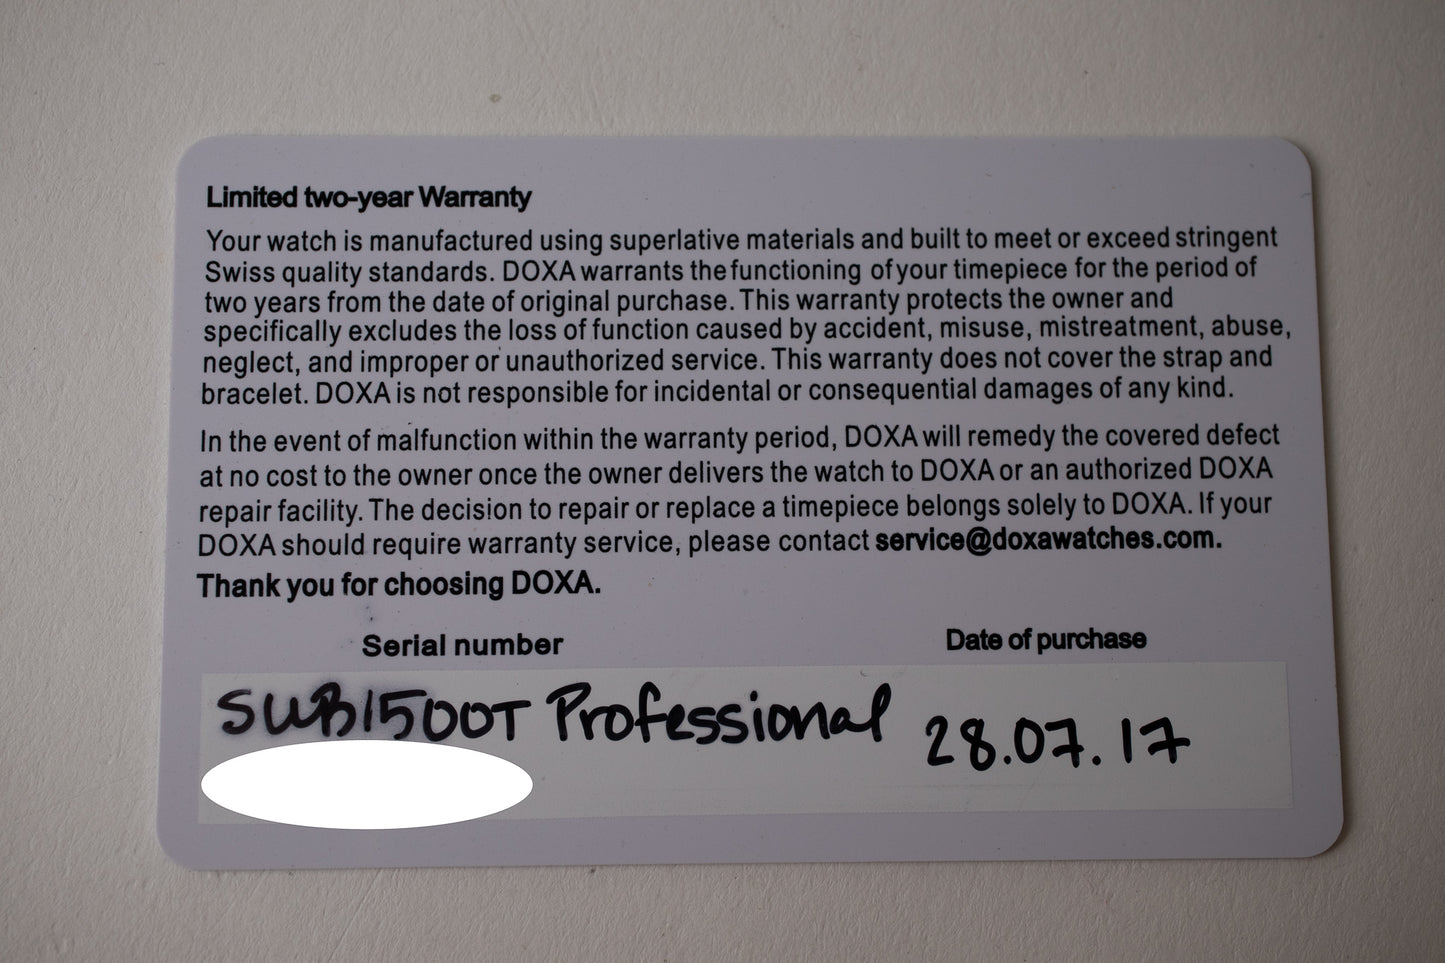 Limited two-year Warranty
Your watch is manufactured using superlative materials and built to meet or exceed stringent
Swiss quality standards. DOXA warrants the functioning of your timepiece for the period of
two years from the date of original purchase. This warranty protects the owner and
specifically excludes the loss of function caused by accident, misuse, mistreatment, abuse,
neglect, and improper or unauthorized service. This warranty does not cover the strap and
bracelet. DOXA is not responsible for incidental or consequential damages of any kind.
In the event of malfunction within the warranty period, DOXA will remedy the covered defect
at no cost to the owner once the owner delivers the watch to DOXA or an authorized DOXA
repair facility. The decision to repair or replace a timepiece belongs solely to DOXA. If your
DOXA should require warranty service, please contact service@doxawatches.com.
Thank you for choosing DOXA.
Serial number Date of purchase
SUB1500T Professional 28.07.17